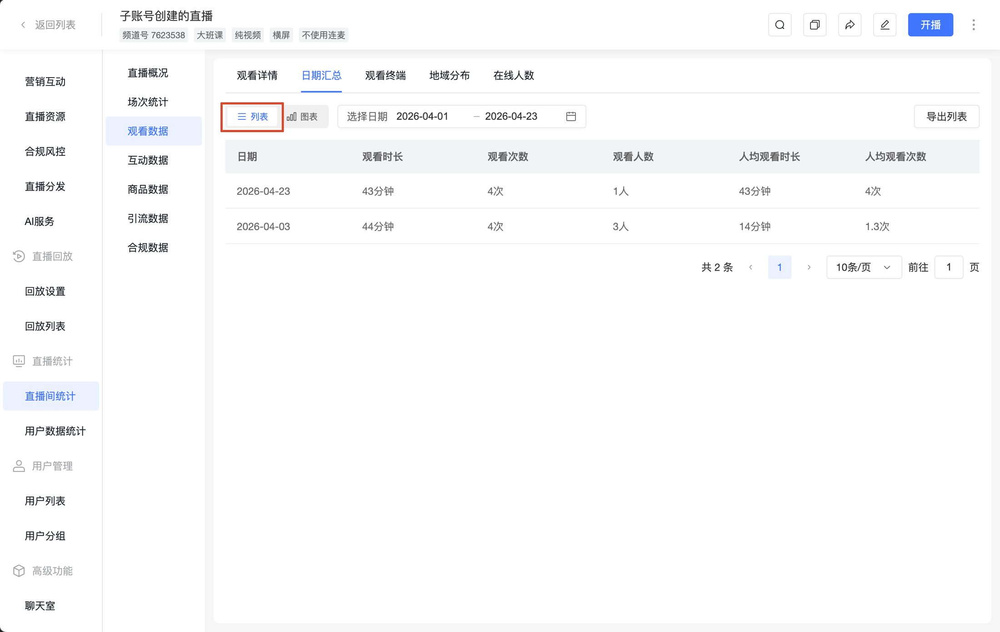 返回列表
子账号创建的直播
频道号 7623538 大班课 纯视频 横屏 不使用连麦
开播
营销互动
直播资源
合规风控
直播分发
AI服务
直播回放
回放设置
回放列表
直播统计
直播间统计
用户数据统计
用户管理
用户列表
用户分组
高级功能
聊天室
直播概况
场次统计
观看数据
互动数据
商品数据
引流数据
合规数据
观看详情 日期汇总 观看终端 地域分布 在线人数
列表 图表 选择日期 2026-04-01 – 2026-04-23 导出列表
日期 观看时长 观看次数 观看人数 人均观看时长 人均观看次数
2026-04-23 43分钟 4次 1人 43分钟 4次
2026-04-03 44分钟 4次 3人 14分钟 1.3次
共 2 条 1 10条/页 前往 1 页